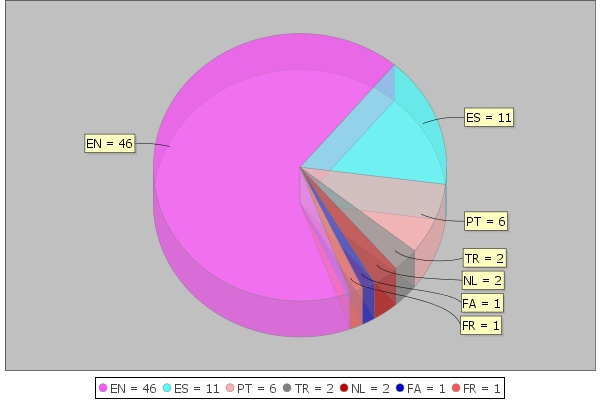 EN = 46
ES = 11
PT = 6
TR = 2
NL = 2
FA = 1
FR = 1
EN = 46 ES = 11 PT = 6 TR = 2 NL = 2 FA = 1 FR = 1